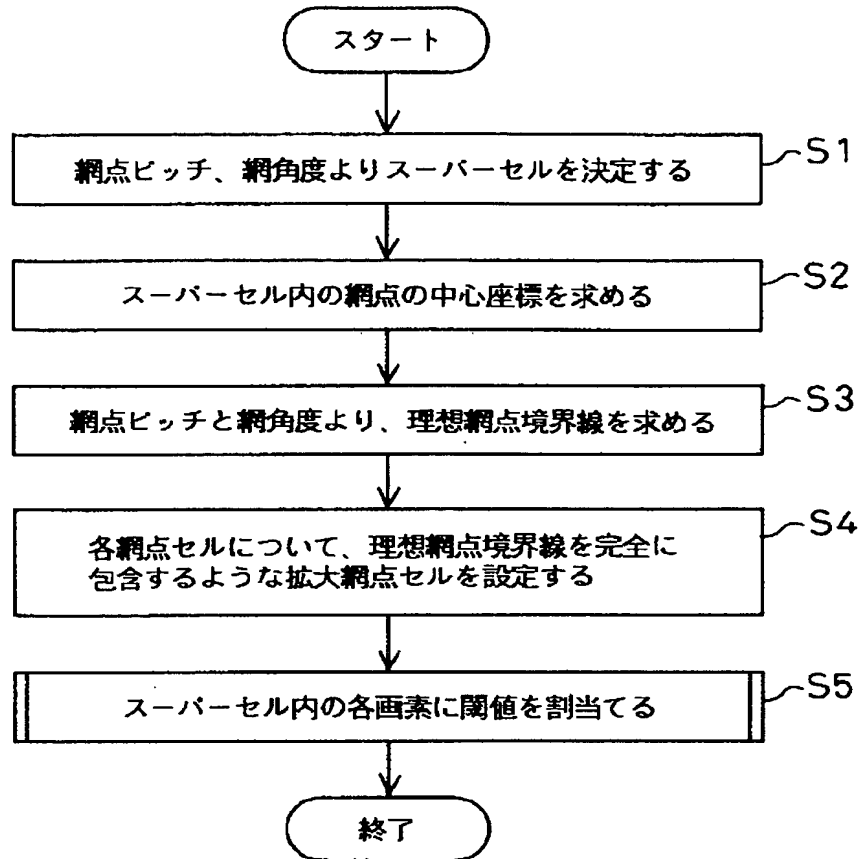 スタート
網点ピッチ、網角度よりスーパーセルを決定する
S1
スーパーセル内の網点の中心座標を求める
S2
網点ピッチと網角度より、理想網点境界線を求める
S3
各網点セルについて、理想網点境界線を完全に
包含するような拡大網点セルを設定する
S4
スーパーセル内の各画素に閾値を割当てる
S5
終了